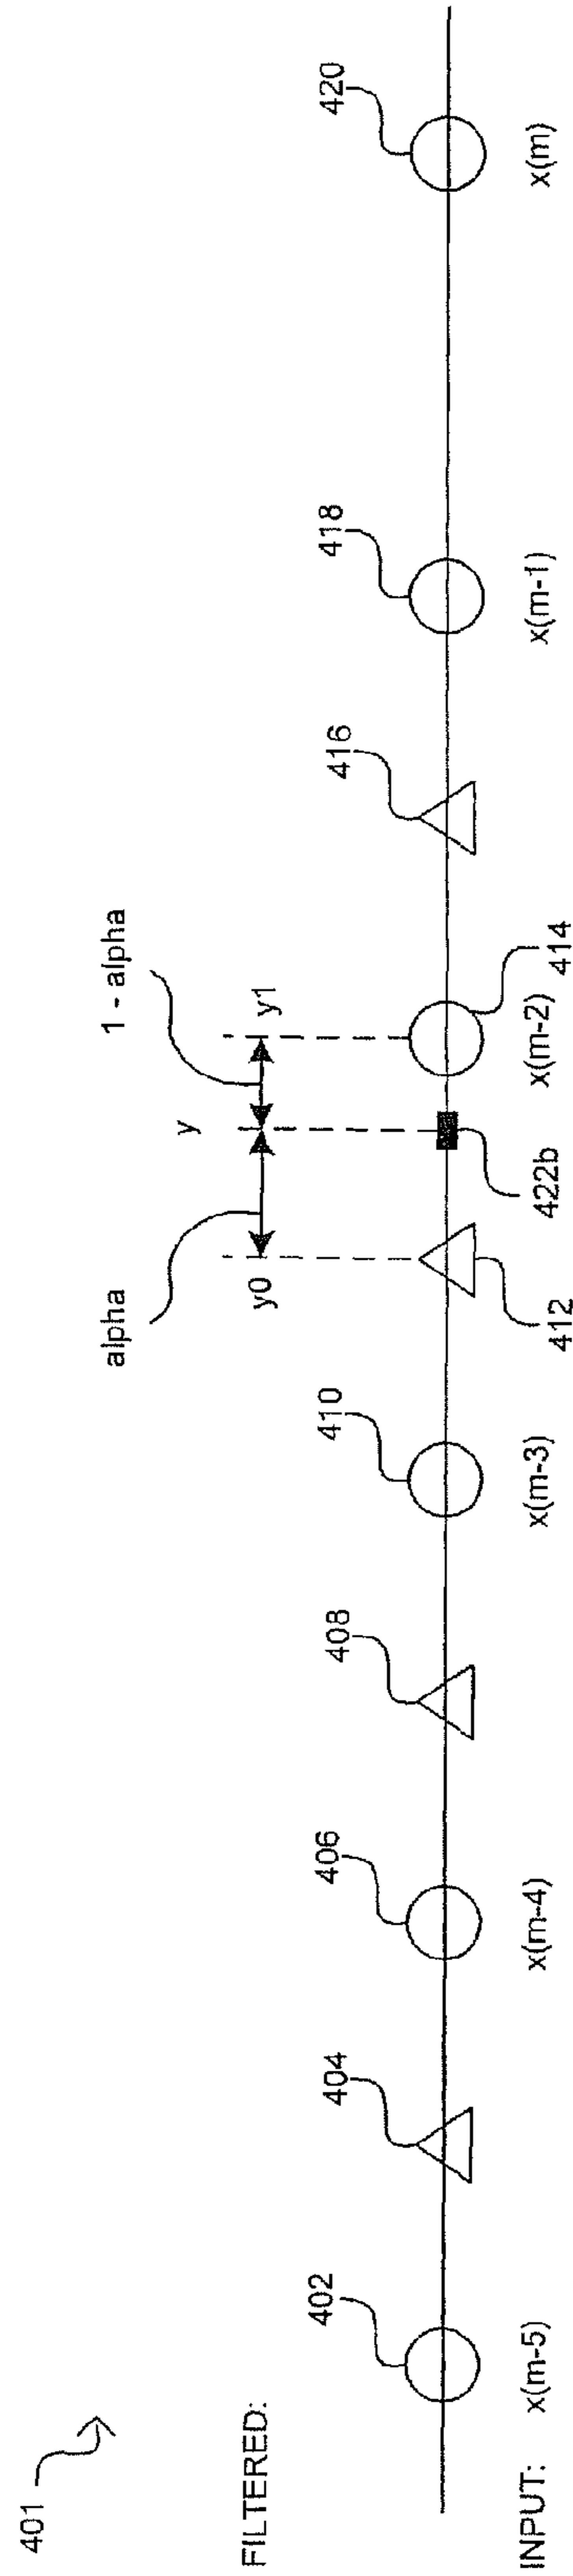 401
alpha
1 - alpha
FILTERED:
y0
y
y1
402
404
406
408
410
416
418
420
412
422b
414
INPUT:
x(m-5)
x(m-4)
x(m-3)
x(m-2)
x(m-1)
x(m)